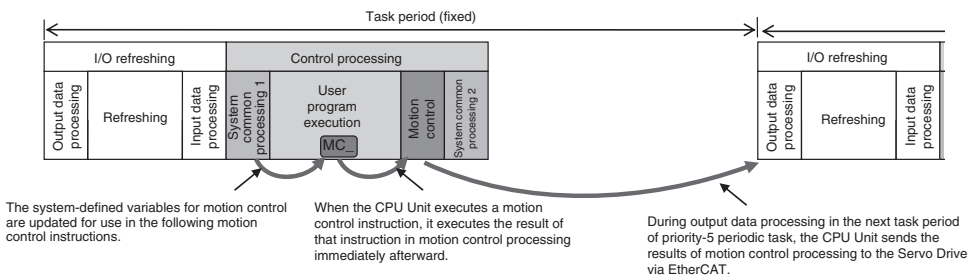 Task period (fixed)
I/O refreshing
Control processing
I/O refreshing
Output data
processing
Refreshing
Input data
processing
System
common
processing 1
User
program
execution
MC_
Motion
control
System common
processing 2
Output data
processing
Refreshing
Input data
processing
The system-defined variables for motion control
are updated for use in the following motion
control instructions.
When the CPU Unit executes a motion
control instruction, it executes the result of
that instruction in motion control processing
immediately afterward.
During output data processing in the next task period
of priority-5 periodic task, the CPU Unit sends the
results of motion control processing to the Servo Drive
via EtherCAT.